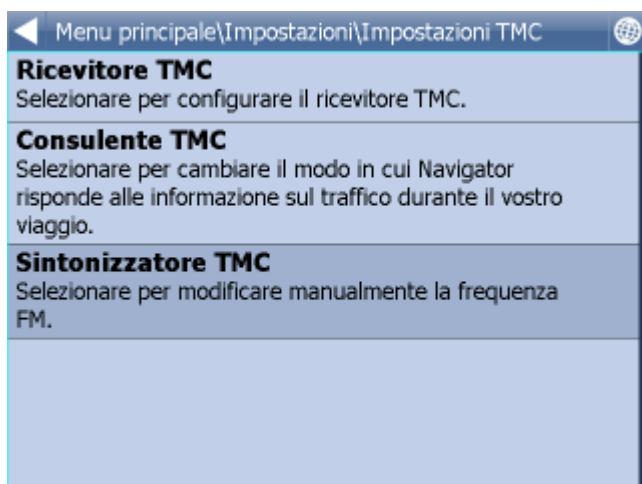 Menu principale\Impostazioni\Impostazioni TMC
Ricevitore TMC
Selezionare per configurare il ricevitore TMC.
Consulente TMC
Selezionare per cambiare il modo in cui Navigator
risponde alle informazione sul traffico durante il vostro
viaggio.
Sintonizzatore TMC
Selezionare per modificare manualmente la frequenza
FM.